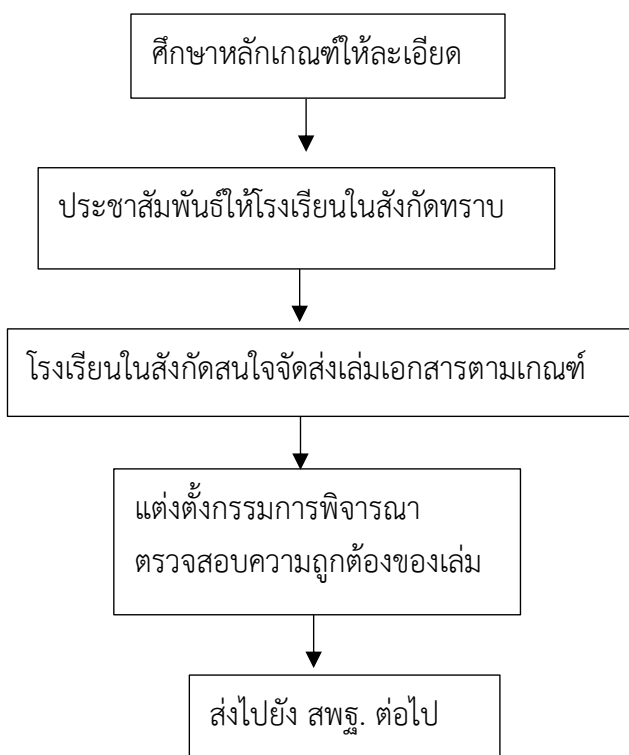 ศึกษาหลักเกณฑ์ให้ละเอียด
ประชาสัมพันธ์ให้โรงเรียนในสังกัดทราบ
โรงเรียนในสังกัดสนใจจัดส่งเล่มเอกสารตามเกณฑ์
แต่งตั้งกรรมการพิจารณา
ตรวจสอบความถูกต้องของเล่ม
ส่งไปยัง สพฐ. ต่อไป